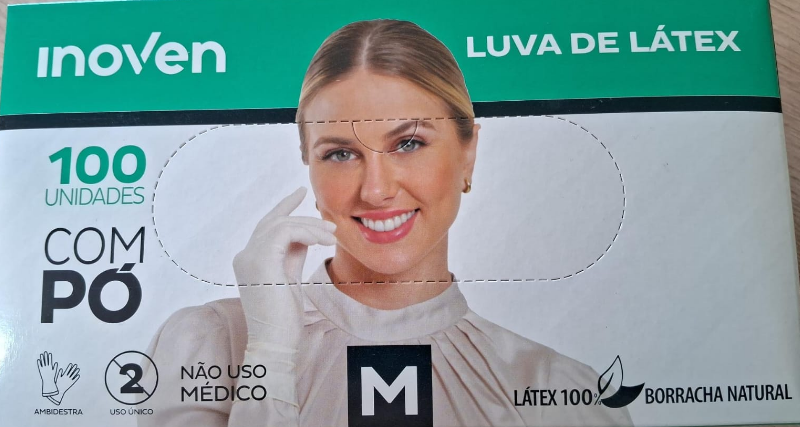 INOVEN
LUVA DE LÁTEX
100
UNIDADES
COM
PÓ
AMBIDESTRA
2
USO ÚNICO
NÃO USO
MÉDICO
M
LÁTEX 100%
BORRACHA NATURAL